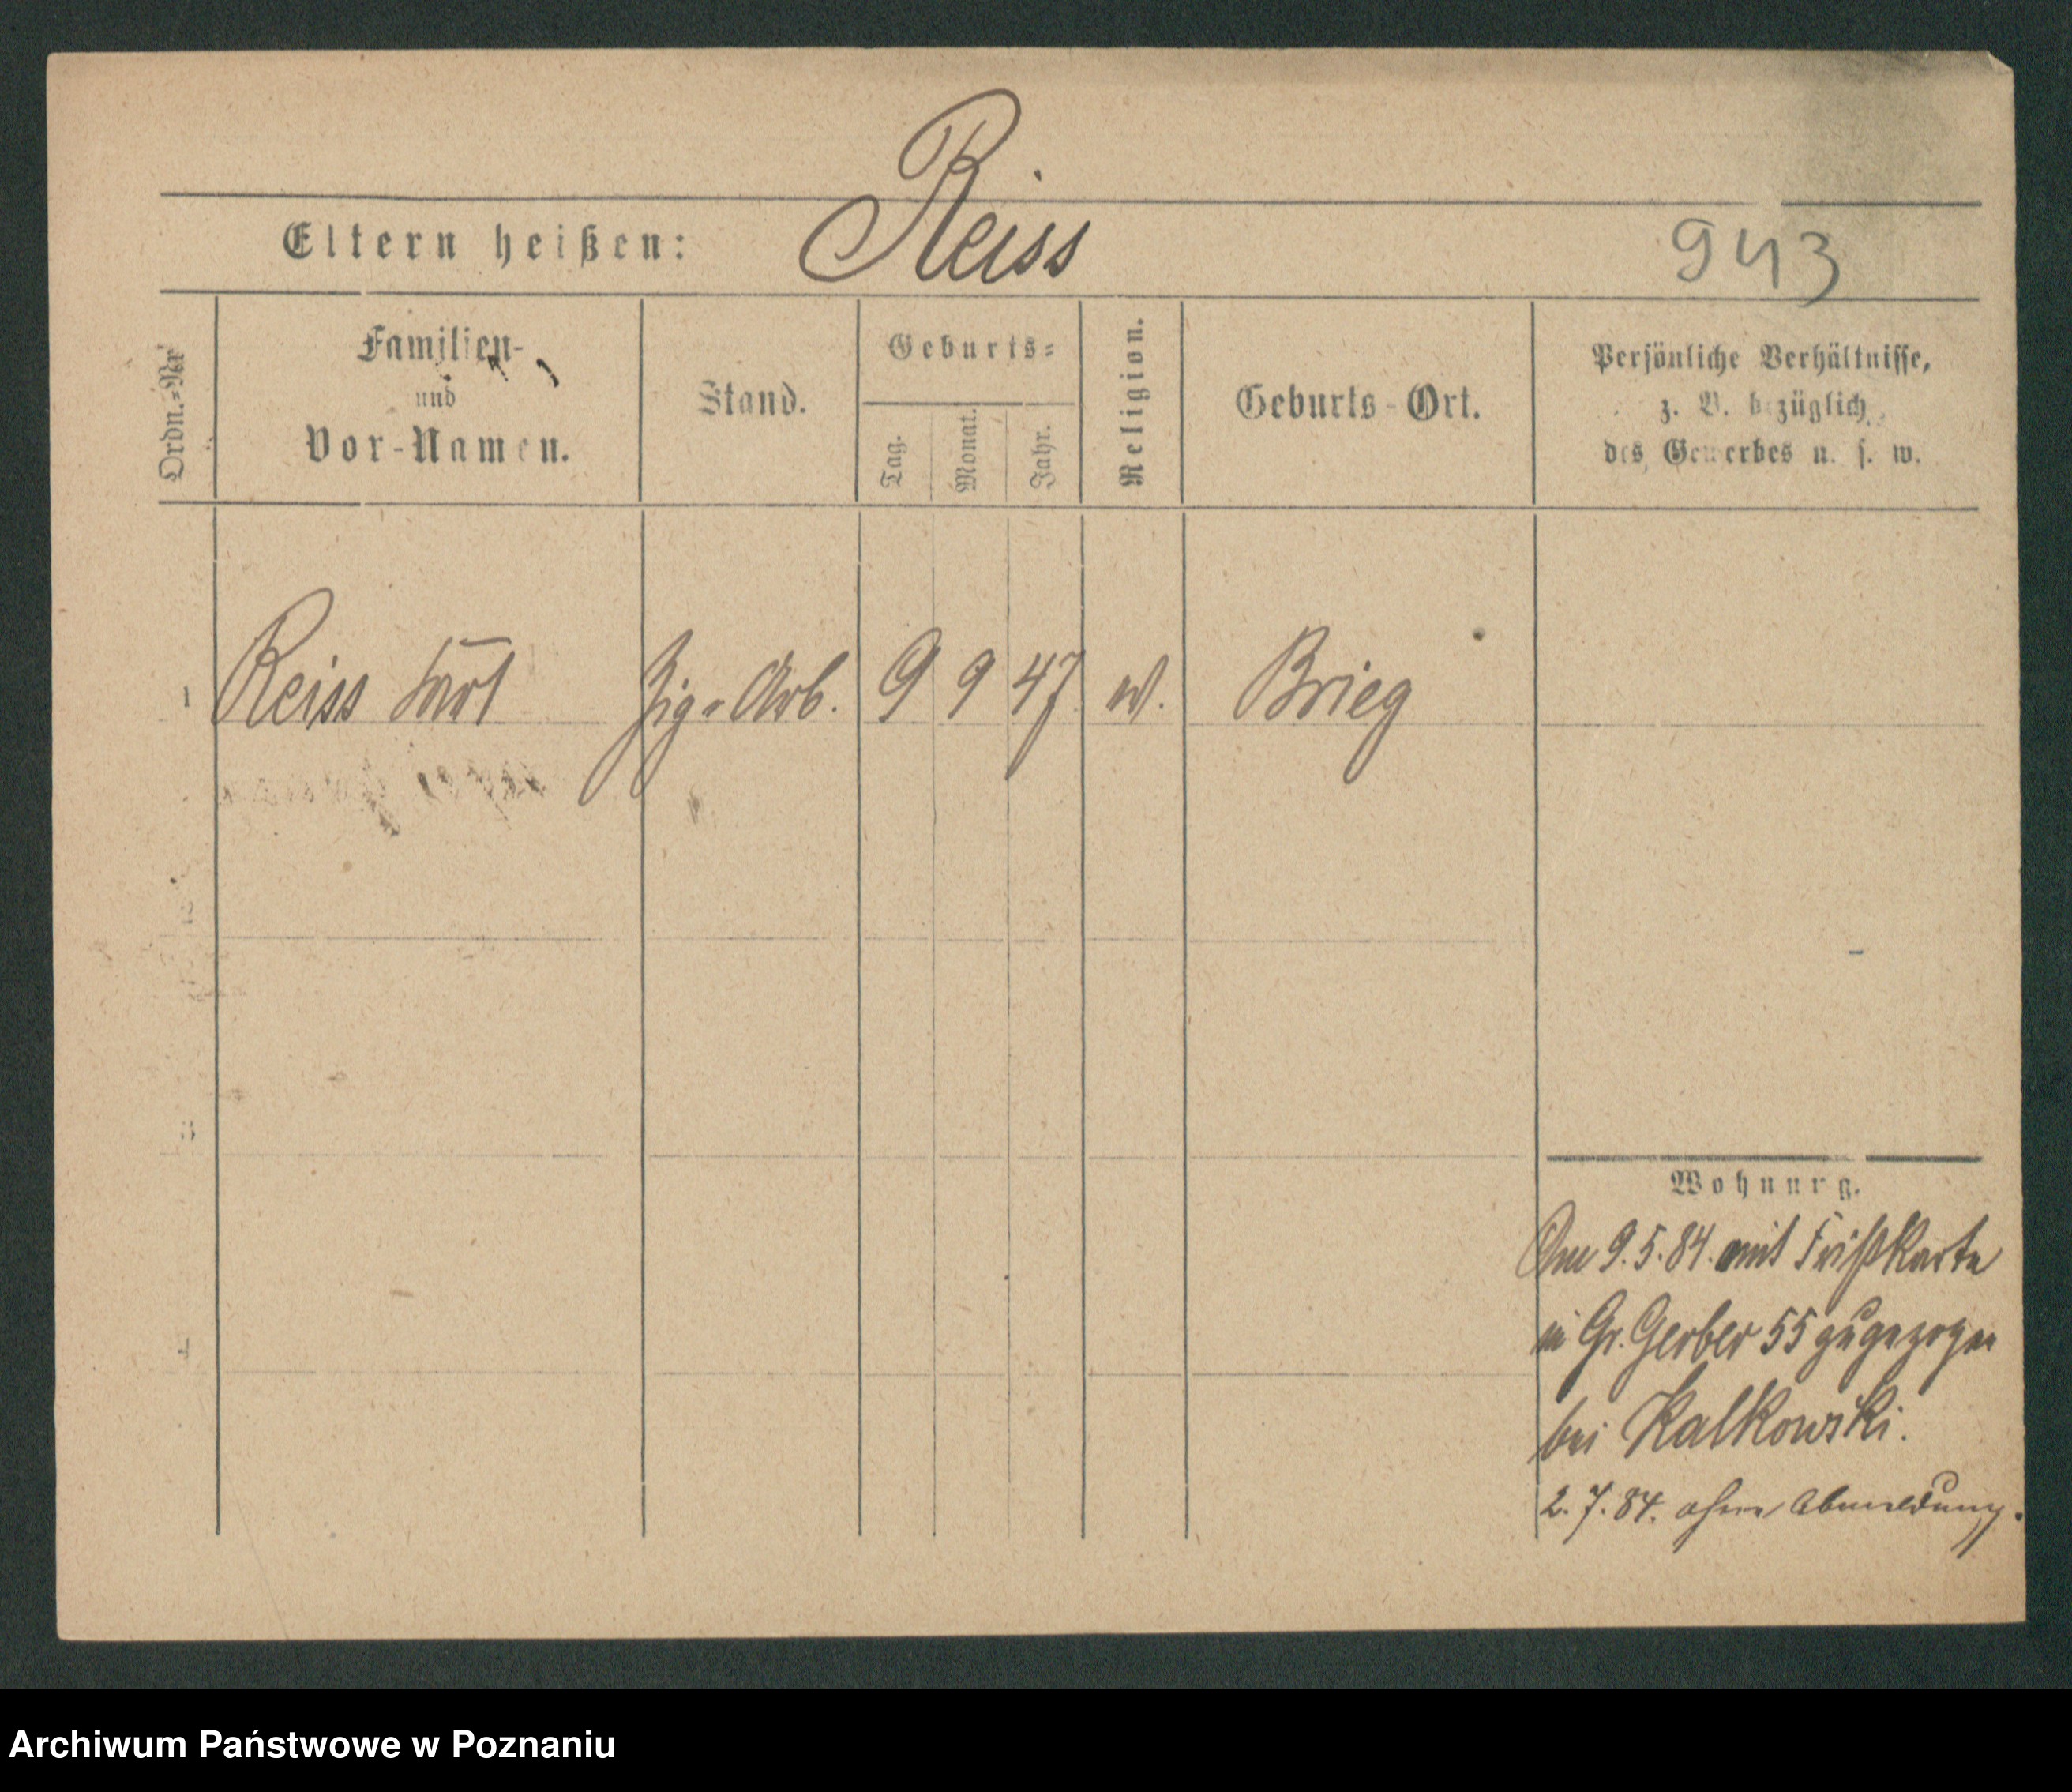 Reiss
Eltern heißen:
943
Ordn.-Nr
Familien-
und
Vor-Namen.
Stand.
Geburts-
Tag.
Monat.
Jahr.
Religion.
Geburts-Ort.
Persönliche Verhältnisse,
z. B. bezüglich
des Gewerbes u. s. w.
1 Reiss Karl Zig.-Arb. 9 9 47 Brieg
2
3
4
Wohnung.
Am 9.5.84. mit Fristkarte
in Gr. Gerber 55 zugezogen
bei Kalkowski.
2.7.84. ohne Abmeldung.
Archiwum Państwowe w Poznaniu